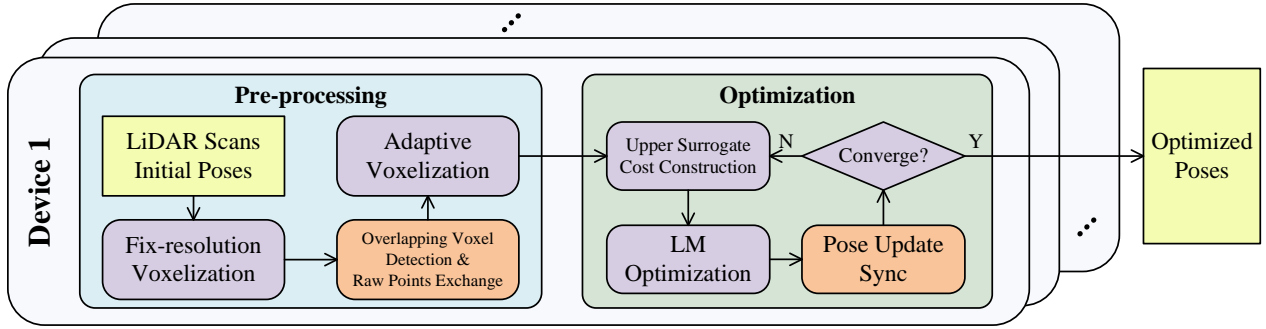 Device 1
Pre-processing
LiDAR Scans
Initial Poses
Fix-resolution
Voxelization
Overlapping Voxel
Detection &
Raw Points Exchange
Adaptive
Voxelization
Optimization
Upper Surrogate
Cost Construction
LM
Optimization
Pose Update
Sync
Converge?
N
Y
Optimized
Poses